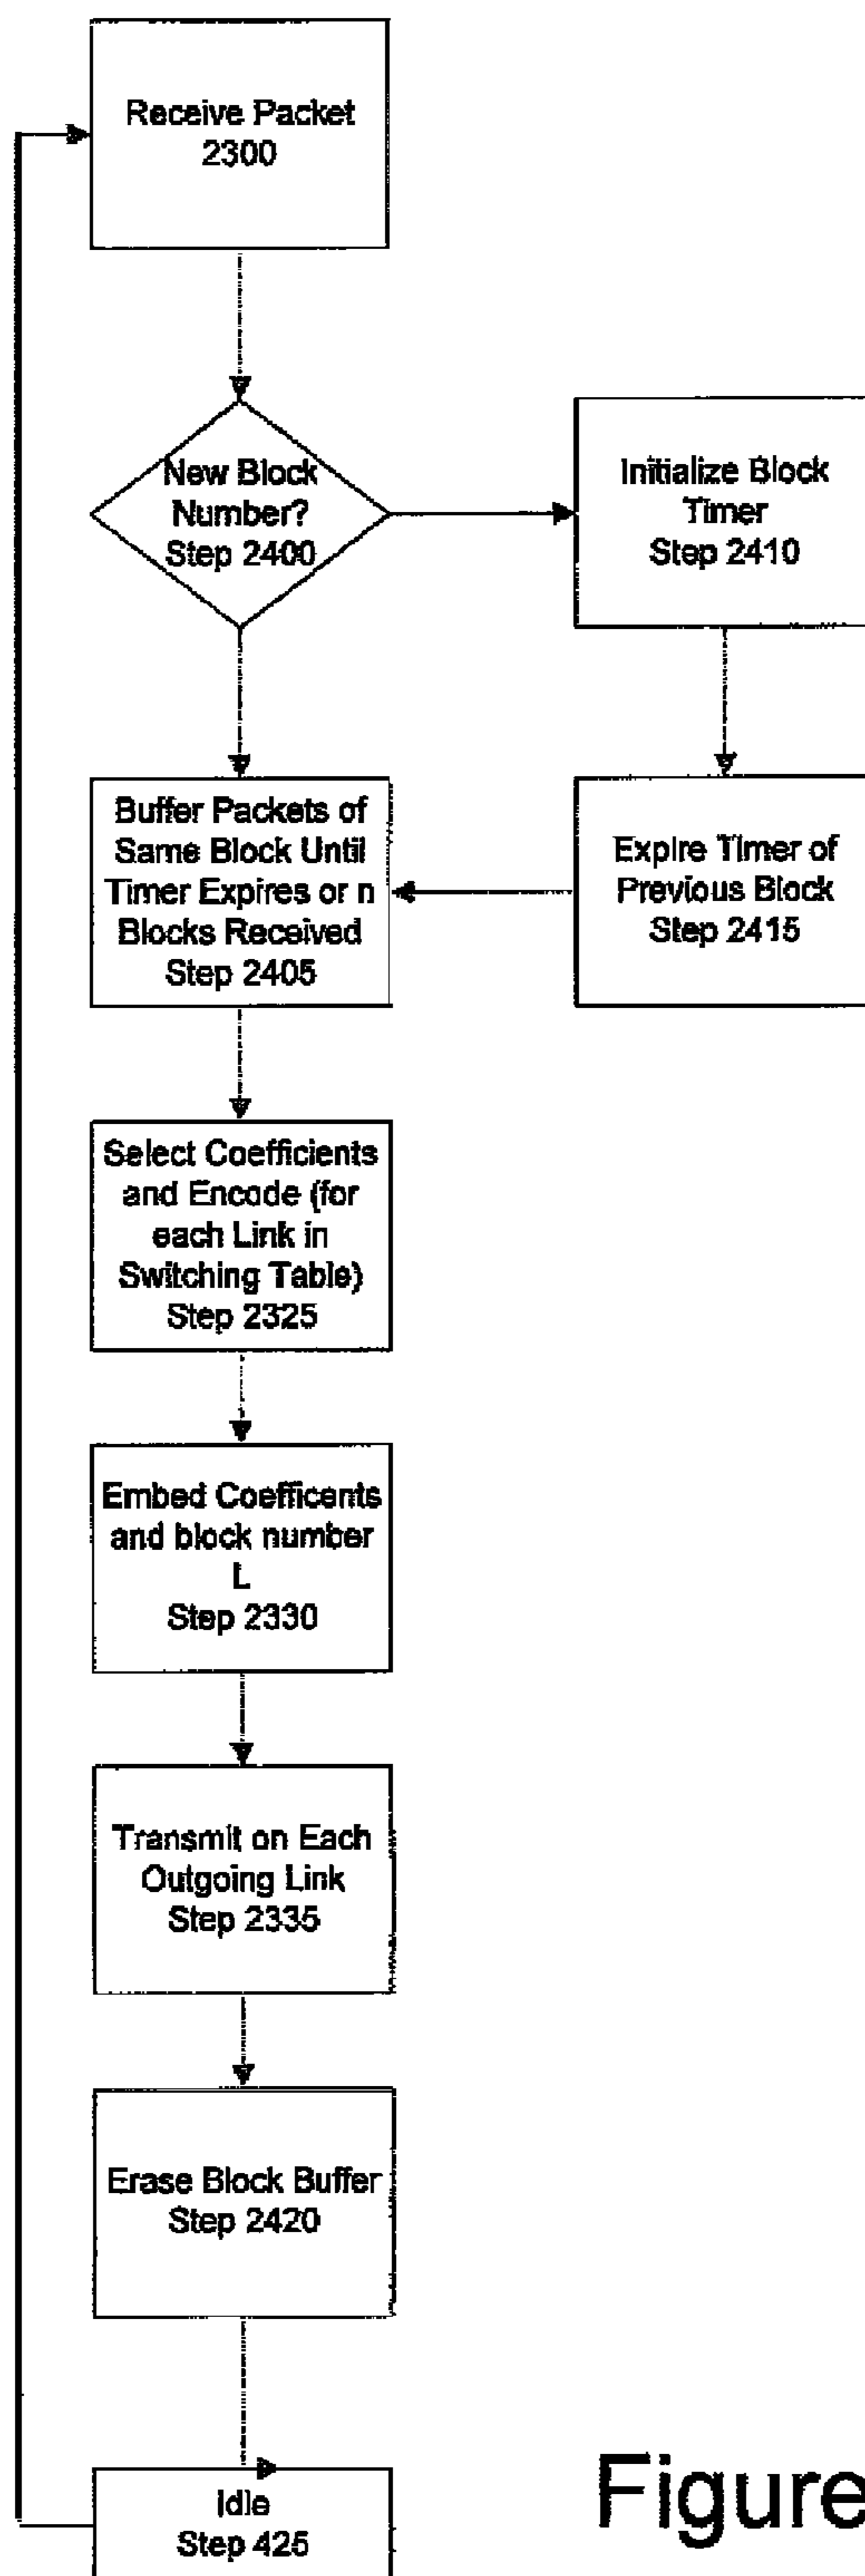 Receive Packet
2300
New Block
Number?
Step 2400
Initialize Block
Timer
Step 2410
Buffer Packets of
Same Block Until
Timer Expires or n
Blocks Received
Step 2405
Expire Timer of
Previous Block
Step 2415
Select Coefficients
and Encode (for
each Link in
Switching Table)
Step 2325
Embed Coefficents
and block number
L
Step 2330
Transmit on Each
Outgoing Link
Step 2335
Erase Block Buffer
Step 2420
Idle
Step 425
Figure